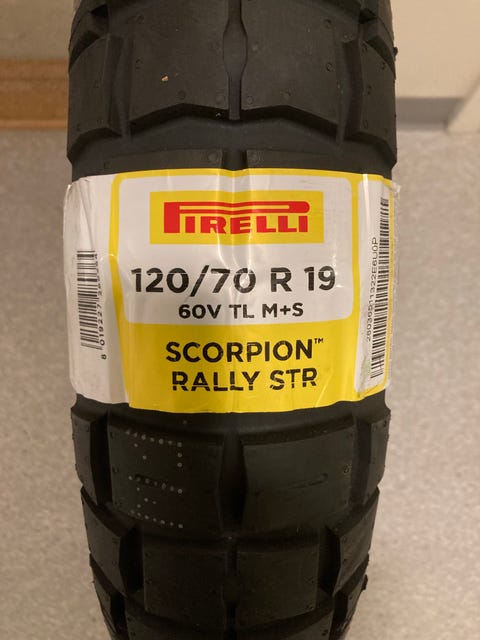 PIRELLI
120/70 R 19
60V TL M+S
SCORPION™
RALLY STR